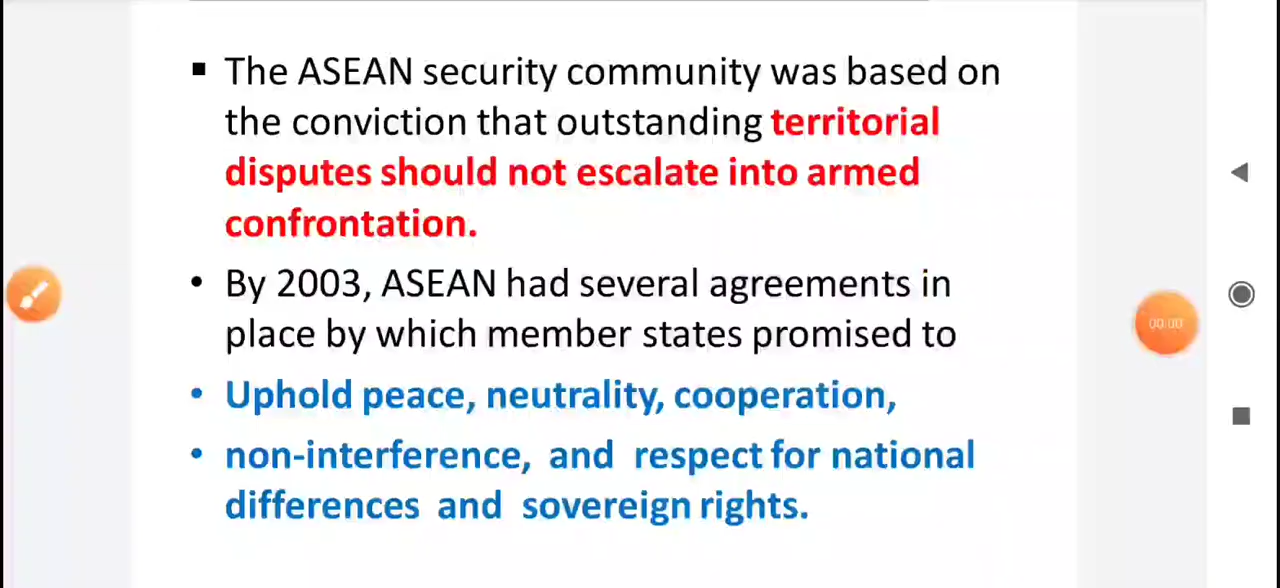 ▪ The ASEAN security community was based on
the conviction that outstanding territorial
disputes should not escalate into armed
confrontation.
• By 2003, ASEAN had several agreements in
place by which member states promised to
• Uphold peace, neutrality, cooperation,
• non-interference, and respect for national
differences and sovereign rights.
00:00